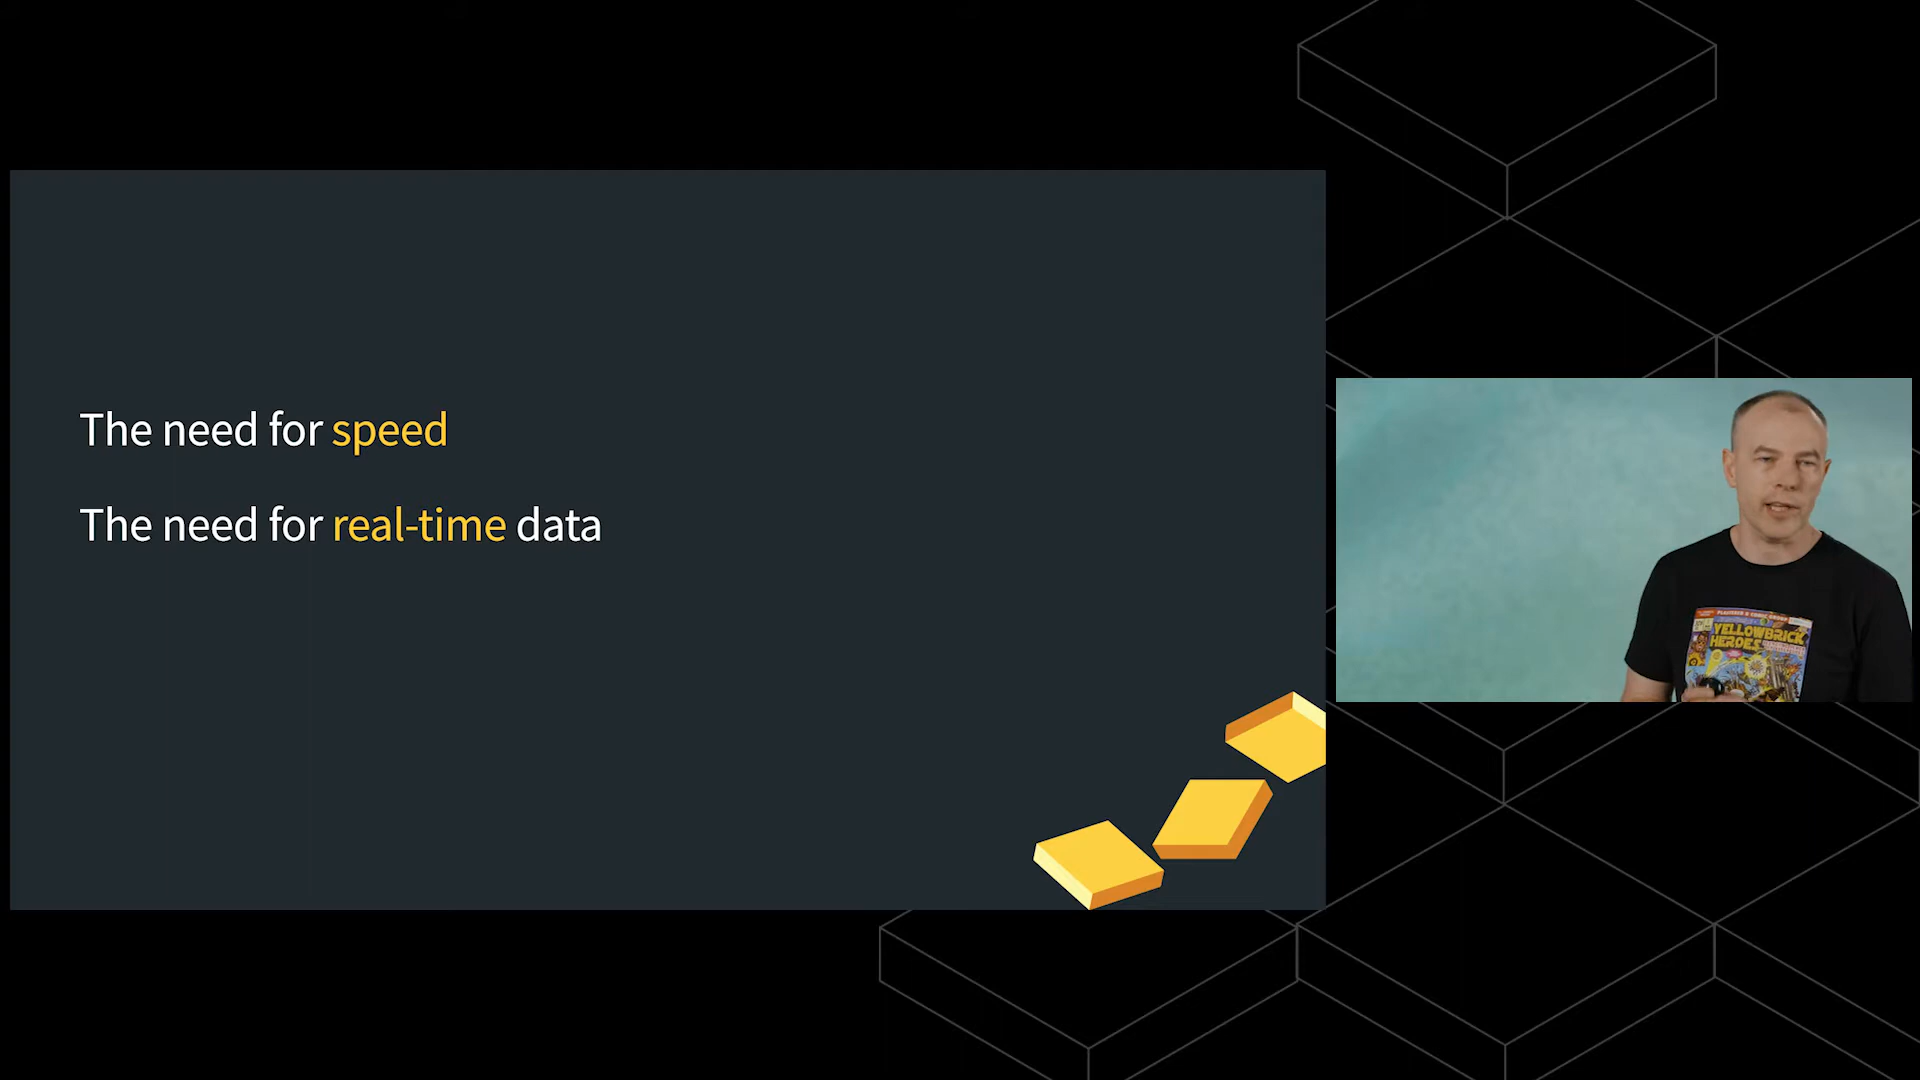 The need for speed
The need for real-time data
YELLOWBRICK
HEROES